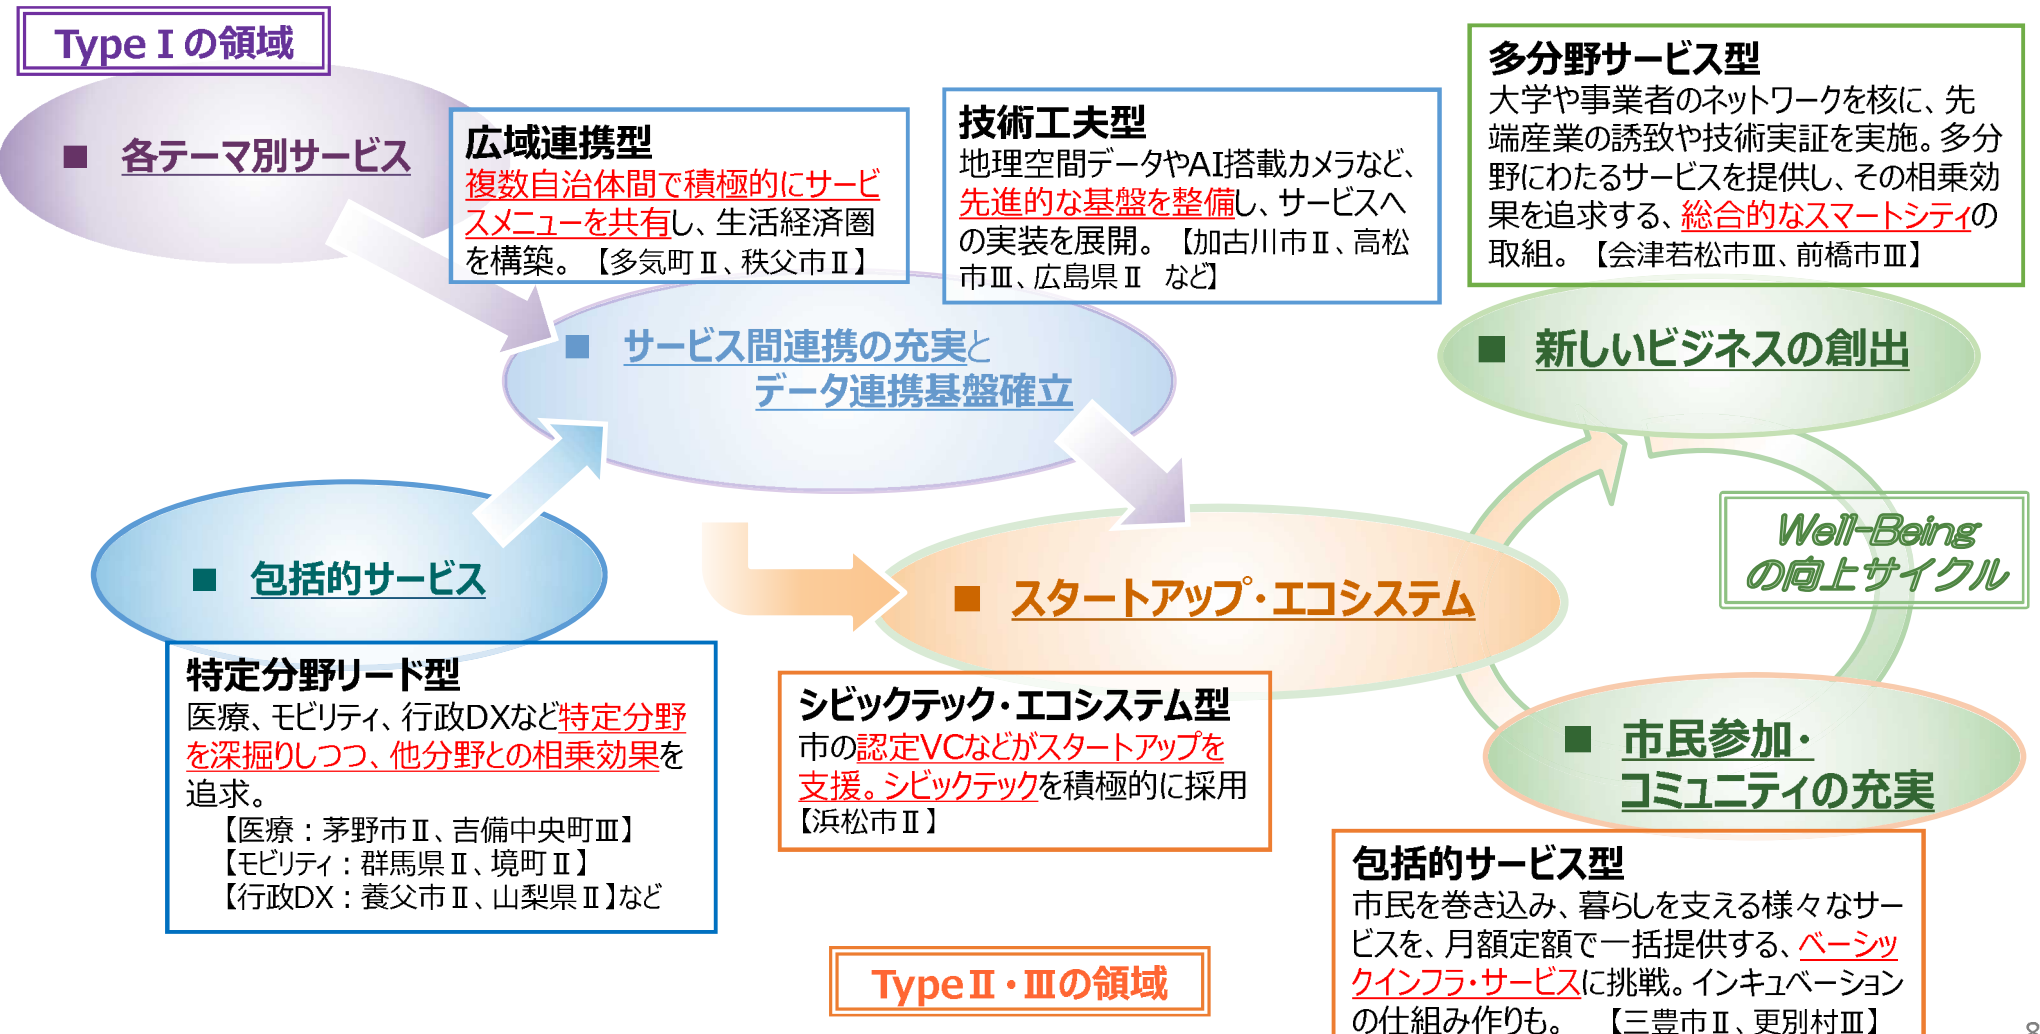 Type Ⅰ の領域
■ 各テーマ別サービス
広域連携型
複数自治体間で積極的にサービ
スメニューを共有し、生活経済圏
を構築。【多気町Ⅱ、秩父市Ⅱ】
技術工夫型
地理空間データやAI搭載カメラなど、
先進的な基盤を整備し、サービスへ
の実装を展開。【加古川市Ⅱ、高松
市Ⅲ、広島県Ⅱ など】
多分野サービス型
大学や事業者のネットワークを核に、先
端産業の誘致や技術実証を実施。多分
野にわたるサービスを提供し、その相乗効
果を追求する、総合的なスマートシティの
取組。【会津若松市Ⅲ、前橋市Ⅲ】
■ サービス間連携の充実と
データ連携基盤確立
■ 新しいビジネスの創出
Well-Being
の向上サイクル
■ 包括的サービス
■ スタートアップ・エコシステム
特定分野リード型
医療、モビリティ、行政DXなど特定分野
を深掘りしつつ、他分野との相乗効果を
追求。
【医療：茅野市Ⅱ、吉備中央町Ⅲ】
【モビリティ：群馬県Ⅱ、境町Ⅱ】
【行政DX：養父市Ⅱ、山梨県Ⅱ】など
シビックテック・エコシステム型
市の認定VCなどがスタートアップを
支援。シビックテックを積極的に採用
【浜松市Ⅱ】
■ 市民参加・
コミュニティの充実
包括的サービス型
市民を巻き込み、暮らしを支える様々なサー
ビスを、月額定額で一括提供する、ベーシッ
クインフラ・サービスに挑戦。インキュベーション
の仕組み作りも。【三豊市Ⅱ、更別村Ⅲ】
TypeⅡ・Ⅲの領域